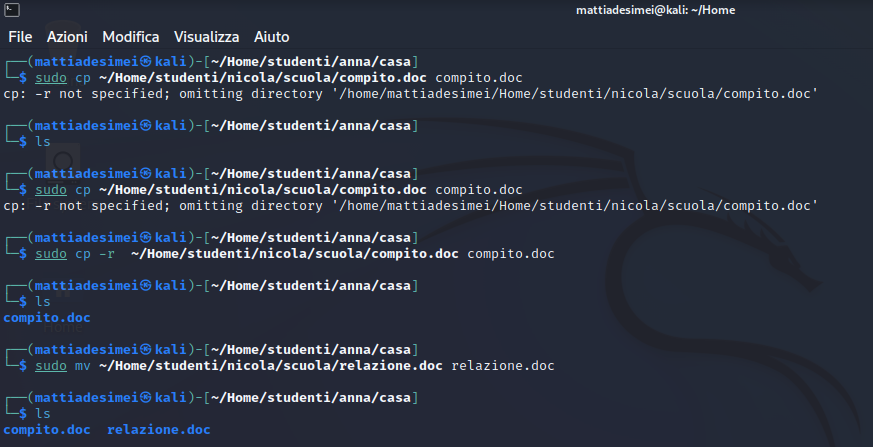 mattiadesimei@kali: ~/Home
File Azioni Modifica Visualizza Aiuto
┌──(mattiadesimei㉿kali)-[~/Home/studenti/anna/casa]
└─$ sudo cp ~/Home/studenti/nicola/scuola/compito.doc compito.doc
cp: -r not specified; omitting directory '/home/mattiadesimei/Home/studenti/nicola/scuola/compito.doc'
┌──(mattiadesimei㉿kali)-[~/Home/studenti/anna/casa]
└─$ ls
┌──(mattiadesimei㉿kali)-[~/Home/studenti/anna/casa]
└─$ sudo cp ~/Home/studenti/nicola/scuola/compito.doc compito.doc
cp: -r not specified; omitting directory '/home/mattiadesimei/Home/studenti/nicola/scuola/compito.doc'
┌──(mattiadesimei㉿kali)-[~/Home/studenti/anna/casa]
└─$ sudo cp -r  ~/Home/studenti/nicola/scuola/compito.doc compito.doc
┌──(mattiadesimei㉿kali)-[~/Home/studenti/anna/casa]
└─$ ls
compito.doc
┌──(mattiadesimei㉿kali)-[~/Home/studenti/anna/casa]
└─$ sudo mv ~/Home/studenti/nicola/scuola/relazione.doc relazione.doc
┌──(mattiadesimei㉿kali)-[~/Home/studenti/anna/casa]
└─$ ls
compito.doc  relazione.doc